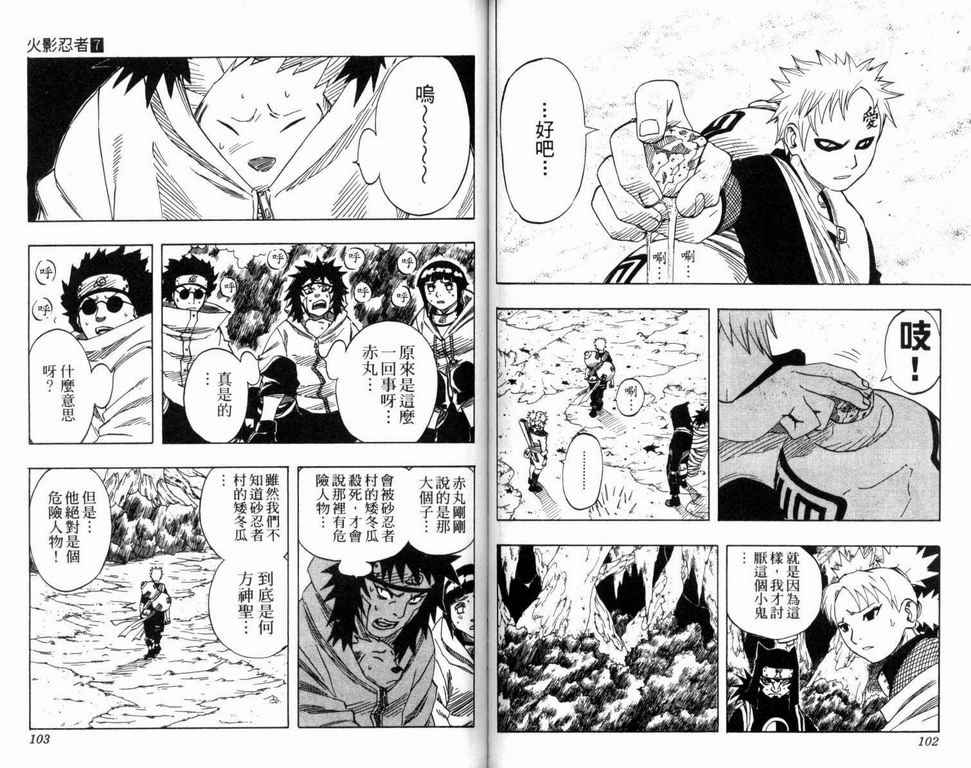 …好吧…
愛
唰…
唰…
吱！
唰…
………
就是因為這
樣，我才討
厭這個小鬼
…
102
火影忍者7
嗚～～～～～
呼
呼
呼
呼
原來是這麼
一回事呀…
赤丸…
真是的
…
呼
呼
什麼意思
呀？
赤丸剛剛
說的是那
大個子…
會被砂忍者
村的矮冬瓜
殺死，才會
說那裡有危
險人物…
雖然我們不
知道砂忍者
村的矮冬瓜
…
到底是何
方神聖…
但是…
他絕對是個
危險人物！
103